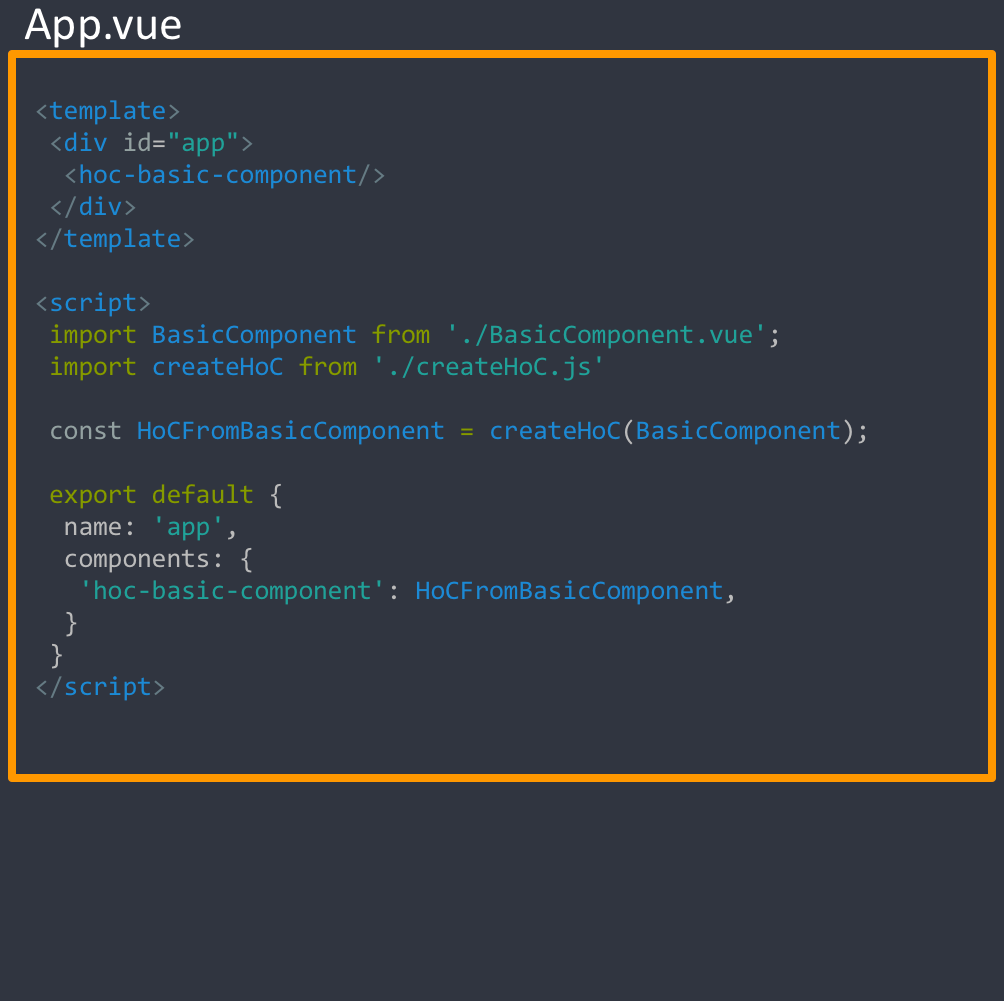 App.vue
<template>
 <div id="app">
  <hoc-basic-component/>
 </div>
</template>

<script>
 import BasicComponent from './BasicComponent.vue';
 import createHoC from './createHoC.js'

 const HoCFromBasicComponent = createHoC(BasicComponent);

 export default {
  name: 'app',
  components: {
   'hoc-basic-component': HoCFromBasicComponent,
  }
 }
</script>